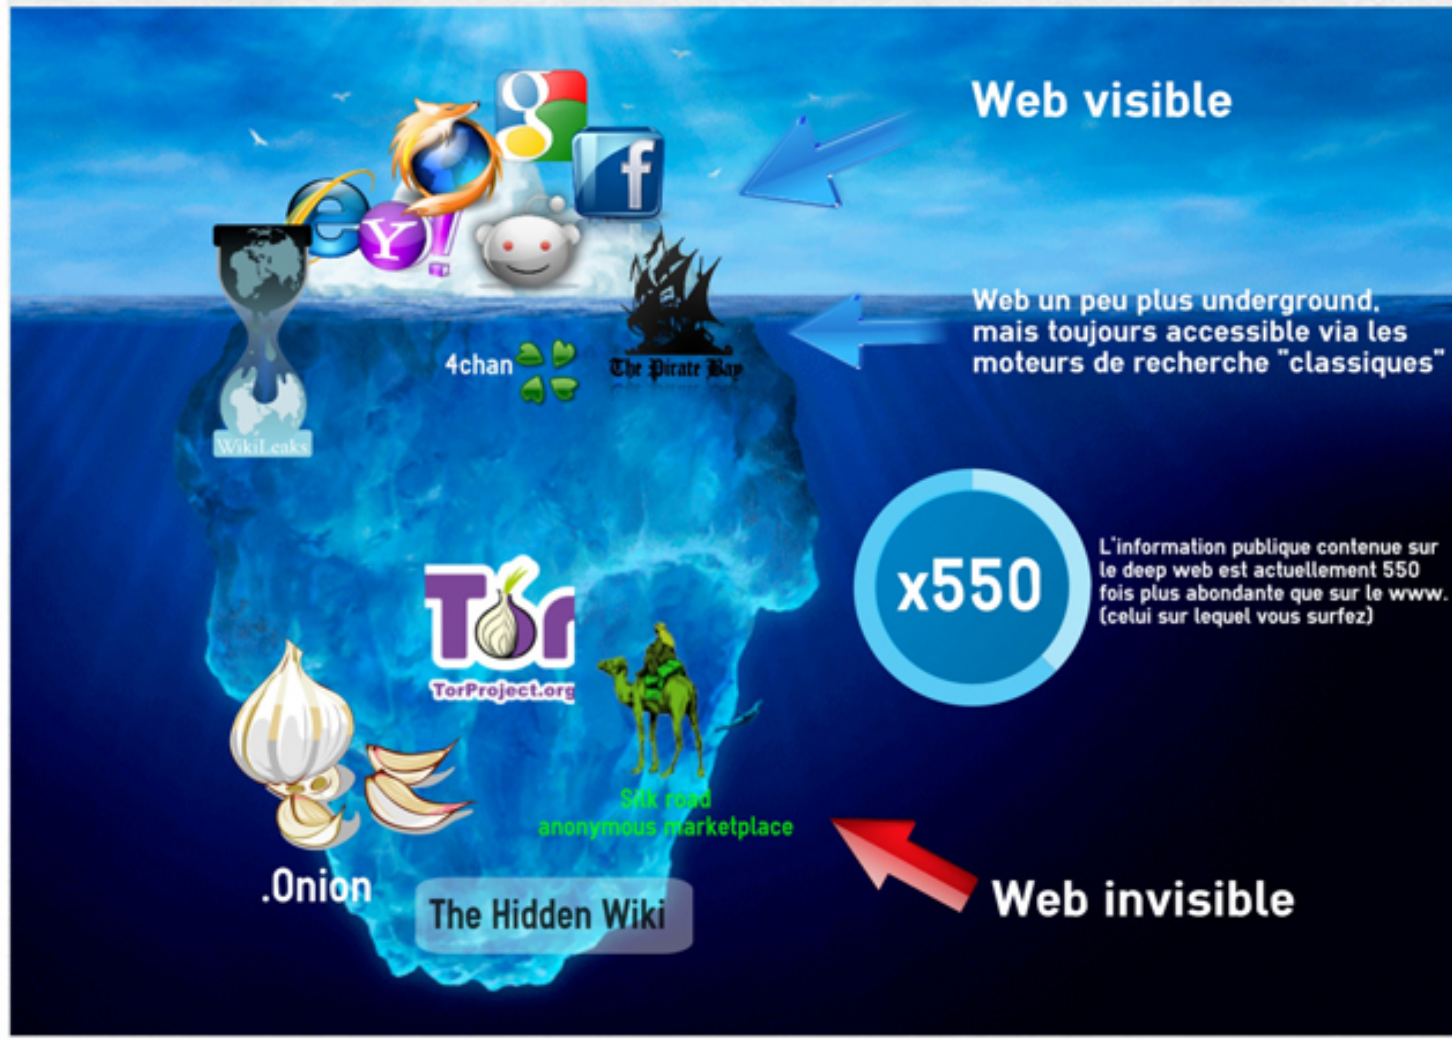 Web visible
Web un peu plus underground,
mais toujours accessible via les
moteurs de recherche "classiques"
4chan
The Pirate Bay
WikiLeaks
x550
L'information publique contenue sur
le deep web est actuellement 550
fois plus abondante que sur le www.
(celui sur lequel vous surfez)
Tor
TorProject.org
Silk road
anonymous marketplace
.Onion
The Hidden Wiki
Web invisible